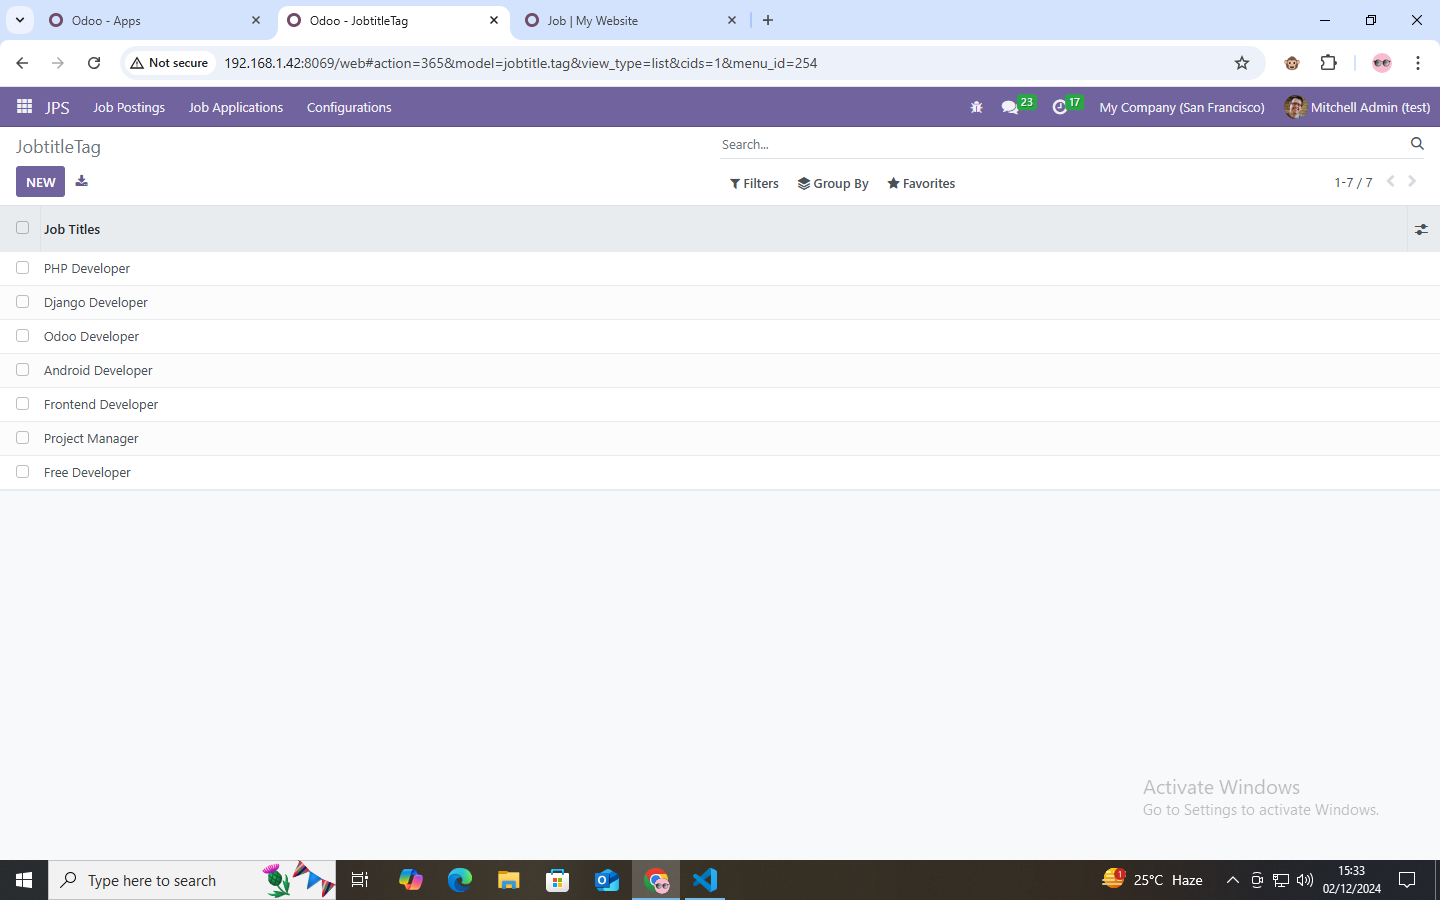 Odoo - Apps
Odoo - JobtitleTag
Job | My Website
Not secure
192.168.1.42:8069/web#action=365&model=jobtitle.tag&view_type=list&cids=1&menu_id=254
JPS Job Postings Job Applications Configurations 23 17 My Company (San Francisco) Mitchell Admin (test)
JobtitleTag
Search...
NEW
Filters Group By Favorites 1-7 / 7
Job Titles
PHP Developer
Django Developer
Odoo Developer
Android Developer
Frontend Developer
Project Manager
Free Developer
Activate Windows
Go to Settings to activate Windows.
Type here to search
1
25°C Haze
15:33
02/12/2024